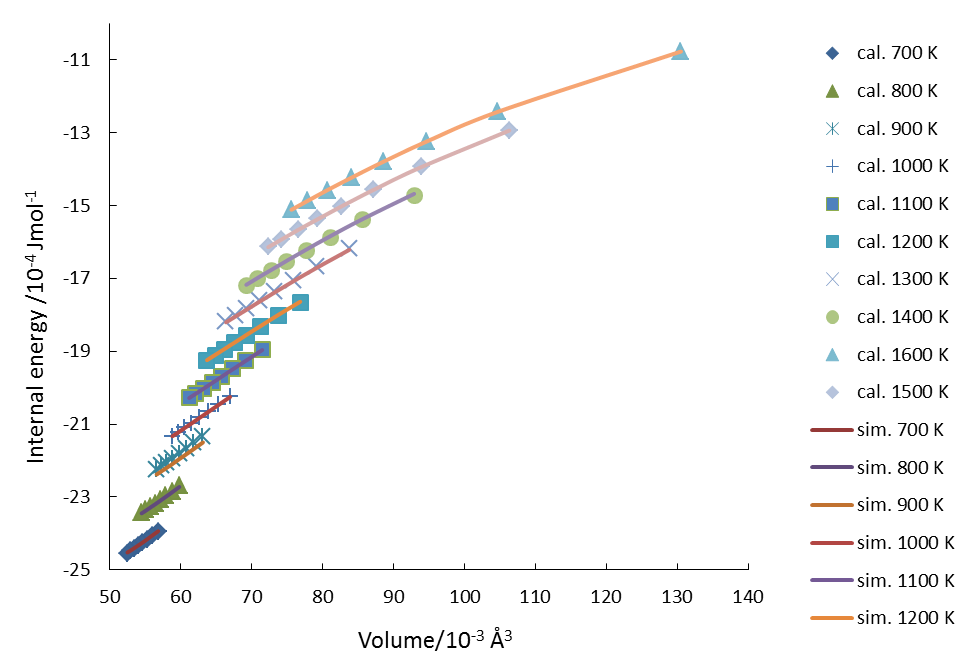 -11
-13
-15
-17
-19
-21
-23
-25
50 60 70 80 90 100 110 120 130 140
Internal energy /10⁻⁴ Jmol⁻¹
Volume/10⁻³ Å³
cal. 700 K
cal. 800 K
cal. 900 K
cal. 1000 K
cal. 1100 K
cal. 1200 K
cal. 1300 K
cal. 1400 K
cal. 1600 K
cal. 1500 K
sim. 700 K
sim. 800 K
sim. 900 K
sim. 1000 K
sim. 1100 K
sim. 1200 K